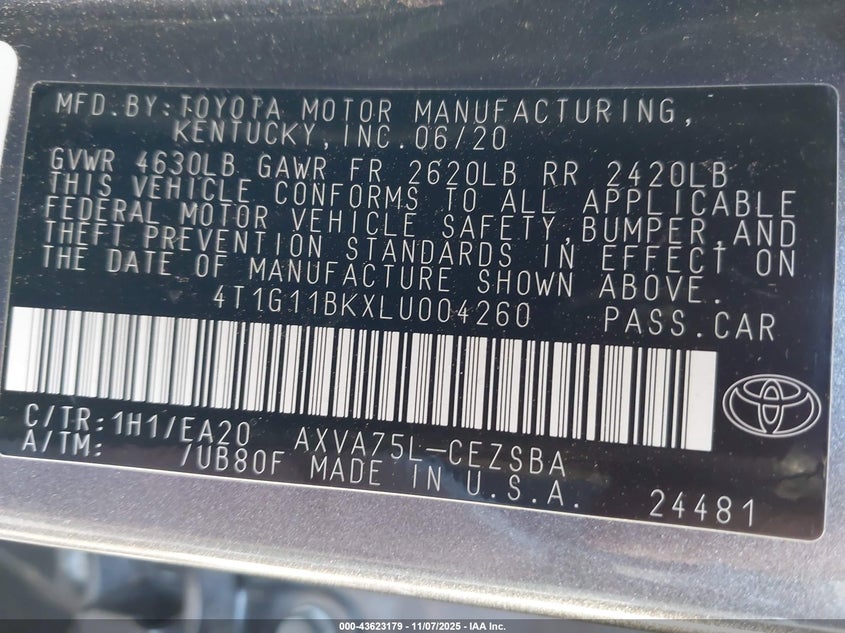 MFD.BY:TOYOTA MOTOR MANUFACTURING,
KENTUCKY,INC.06/20
GVWR 4630LB GAWR FR 2620LB RR 2420LB
THIS VEHICLE CONFORMS TO ALL APPLICABLE
FEDERAL MOTOR VEHICLE SAFETY,BUMPER,AND
THEFT PREVENTION STANDARDS IN EFFECT ON
THE DATE OF MANUFACTURE SHOWN ABOVE.
4T1G11BKXLU004260 PASS.CAR
C/TR:1H1/EA20 AXVA75L-CEZSBA
A/TM: /UB80F MADE IN U.S.A. 24481
000-43623179 - 11/07/2025 - IAA Inc.